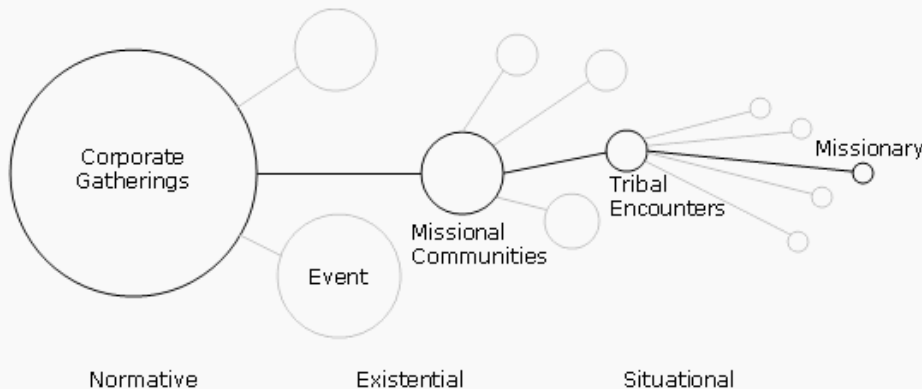 Corporate
Gatherings
Missionary
Tribal
Encounters
Missional
Communities
Event
Normative
Existential
Situational